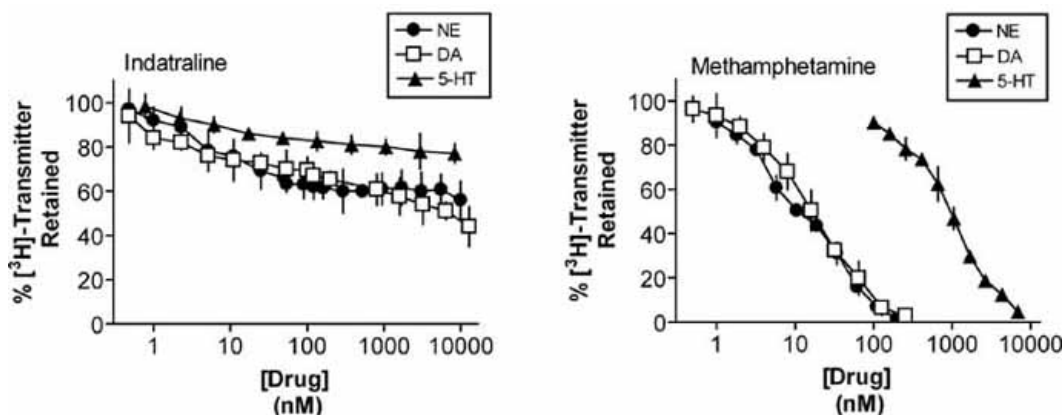 NE
DA
5-HT
Indatraline
100
80
60
40
20
0
% [³H]-Transmitter
Retained
1
10
100
1000
10000
[Drug]
(nM)
NE
DA
5-HT
Methamphetamine
100
80
60
40
20
0
% [³H]-Transmitter
Retained
1
10
100
1000
10000
[Drug]
(nM)